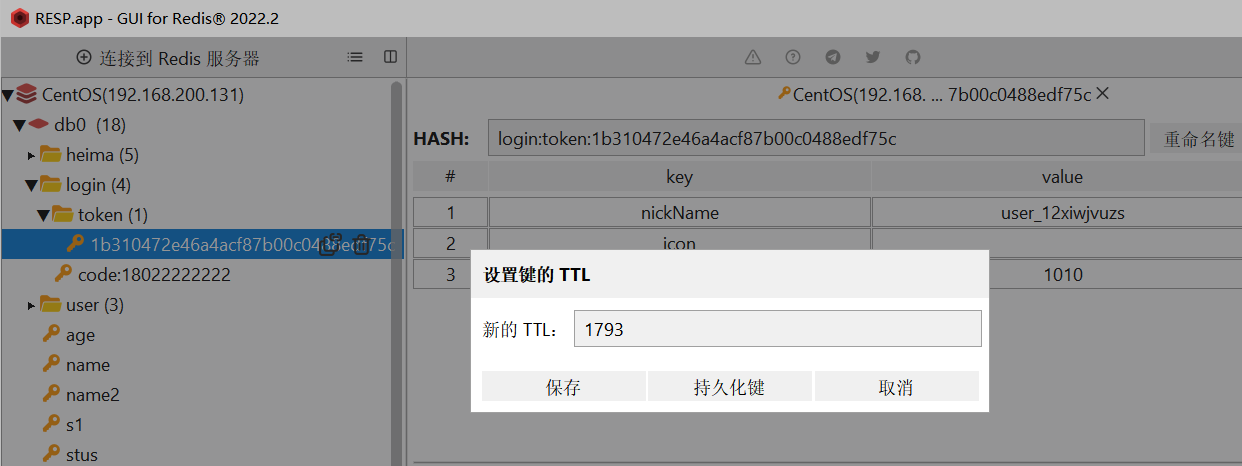 RESP.app - GUI for Redis® 2022.2
连接到 Redis 服务器
CentOS(192.168.200.131)
db0 (18)
heima (5)
login (4)
token (1)
1b310472e46a4acf87b00c0488edf75c
code:18022222222
user (3)
age
name
name2
s1
stus
CentOS(192.168. ... 7b00c0488edf75c
HASH:
login:token:1b310472e46a4acf87b00c0488edf75c
重命名键
# key value
1 nickName user_12xiwjvuzs
2 icon
3 1010
设置键的 TTL
新的 TTL: 1793
保存 持久化键 取消